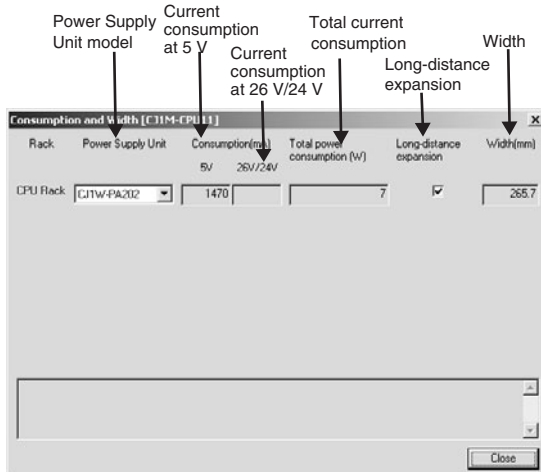 Power Supply
Unit model
Current
consumption
at 5 V
Current
consumption
at 26 V/24 V
Total current
consumption
Long-distance
expansion
Width
Consumption and Width [CJ1M-CPU11]
Rack
Power Supply Unit
Consumption(mA)
5V
26V/24V
Total power
consumption (W)
Long-distance
expansion
Width(mm)
CPU Rack
CJ1W-PA202
1470
7
265.7
Close